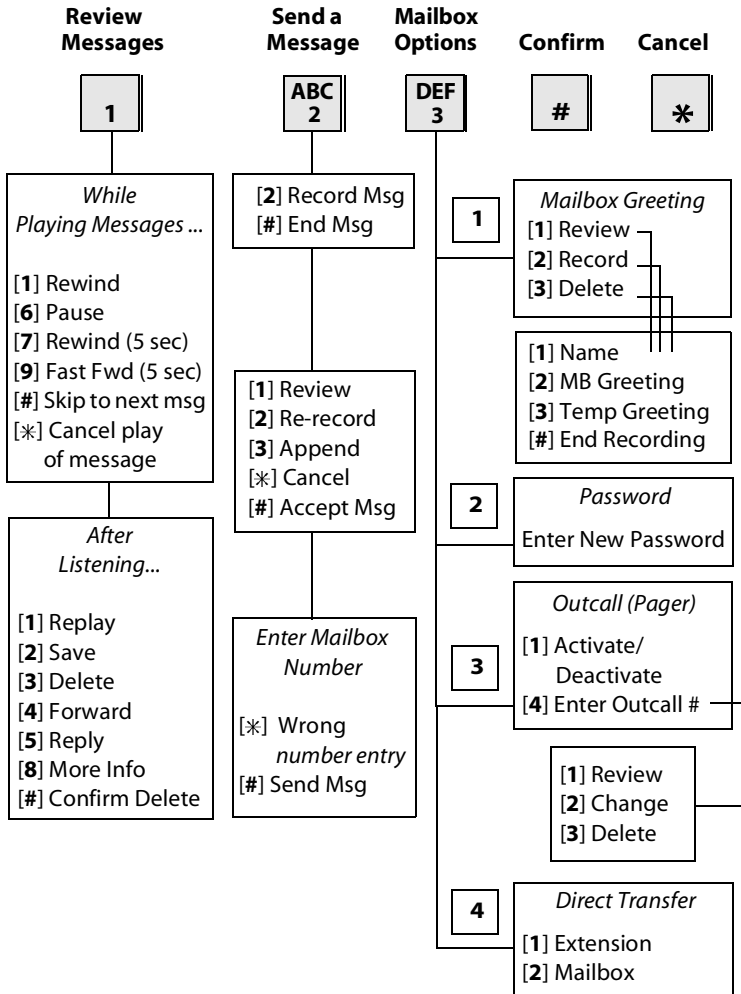 Review
Messages
Send a
Message
Mailbox
Options
Confirm
Cancel
1
ABC
2
DEF
3
#
*
While
Playing Messages ...
[1] Rewind
[6] Pause
[7] Rewind (5 sec)
[9] Fast Fwd (5 sec)
[#] Skip to next msg
[✳] Cancel play
of message
After
Listening...
[1] Replay
[2] Save
[3] Delete
[4] Forward
[5] Reply
[8] More Info
[#] Confirm Delete
[2] Record Msg
[#] End Msg
[1] Review
[2] Re-record
[3] Append
[✳] Cancel
[#] Accept Msg
Enter Mailbox
Number
[✳] Wrong
number entry
[#] Send Msg
1
Mailbox Greeting
[1] Review
[2] Record
[3] Delete
[1] Name
[2] MB Greeting
[3] Temp Greeting
[#] End Recording
2
Password
Enter New Password
3
Outcall (Pager)
[1] Activate/
Deactivate
[4] Enter Outcall #
[1] Review
[2] Change
[3] Delete
4
Direct Transfer
[1] Extension
[2] Mailbox